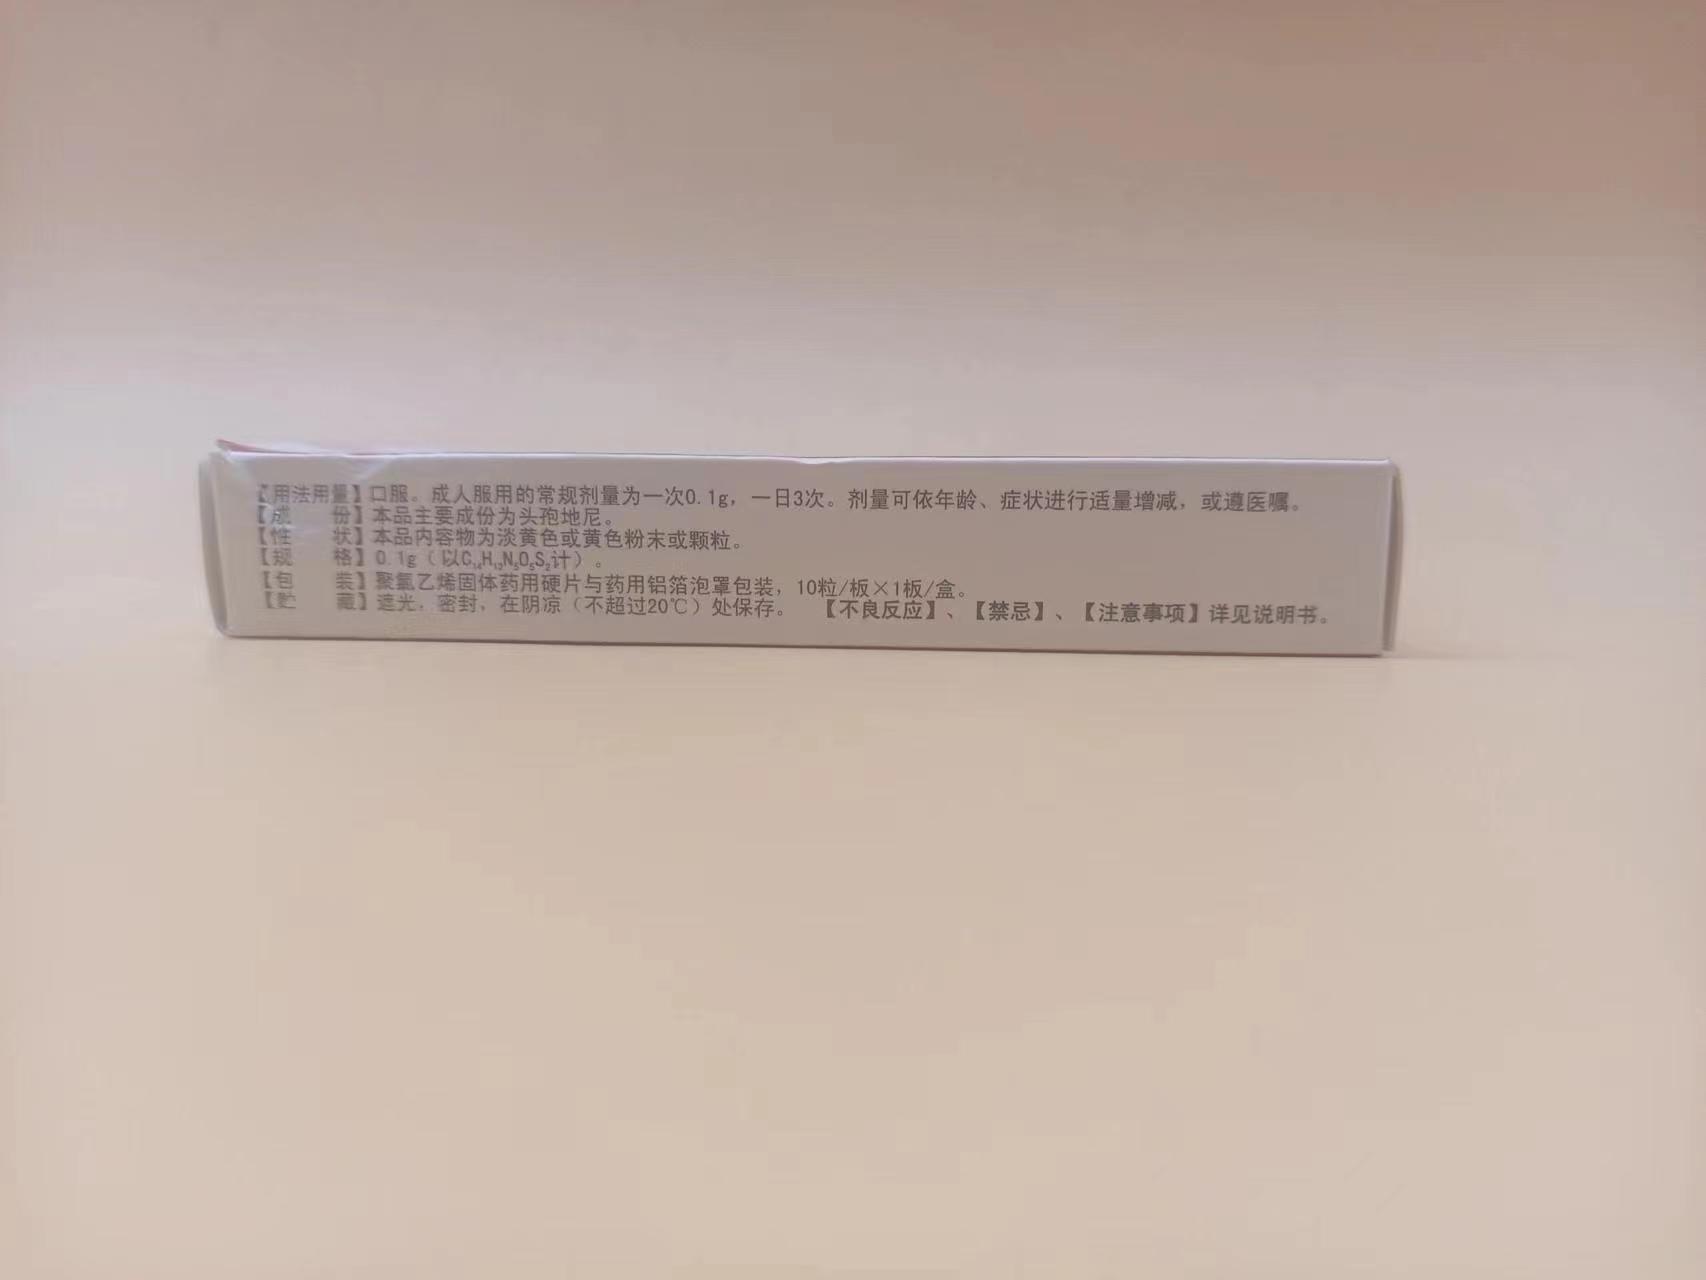 【用法用量】口服。成人服用的常规剂量为一次0.1g，一日3次。剂量可依年龄、症状进行适量增减，或遵医嘱。
【成 份】本品主要成份为头孢地尼。
【性 状】本品内容物为淡黄色或黄色粉末或颗粒。
【规 格】0.1g（以C₁₄H₁₃N₅O₅S₂计）。
【包 装】聚氯乙烯固体药用硬片与药用铝箔泡罩包装，10粒/板×1板/盒。
【贮 藏】遮光，密封，在阴凉（不超过20℃）处保存。 【不良反应】、【禁忌】、【注意事项】详见说明书。